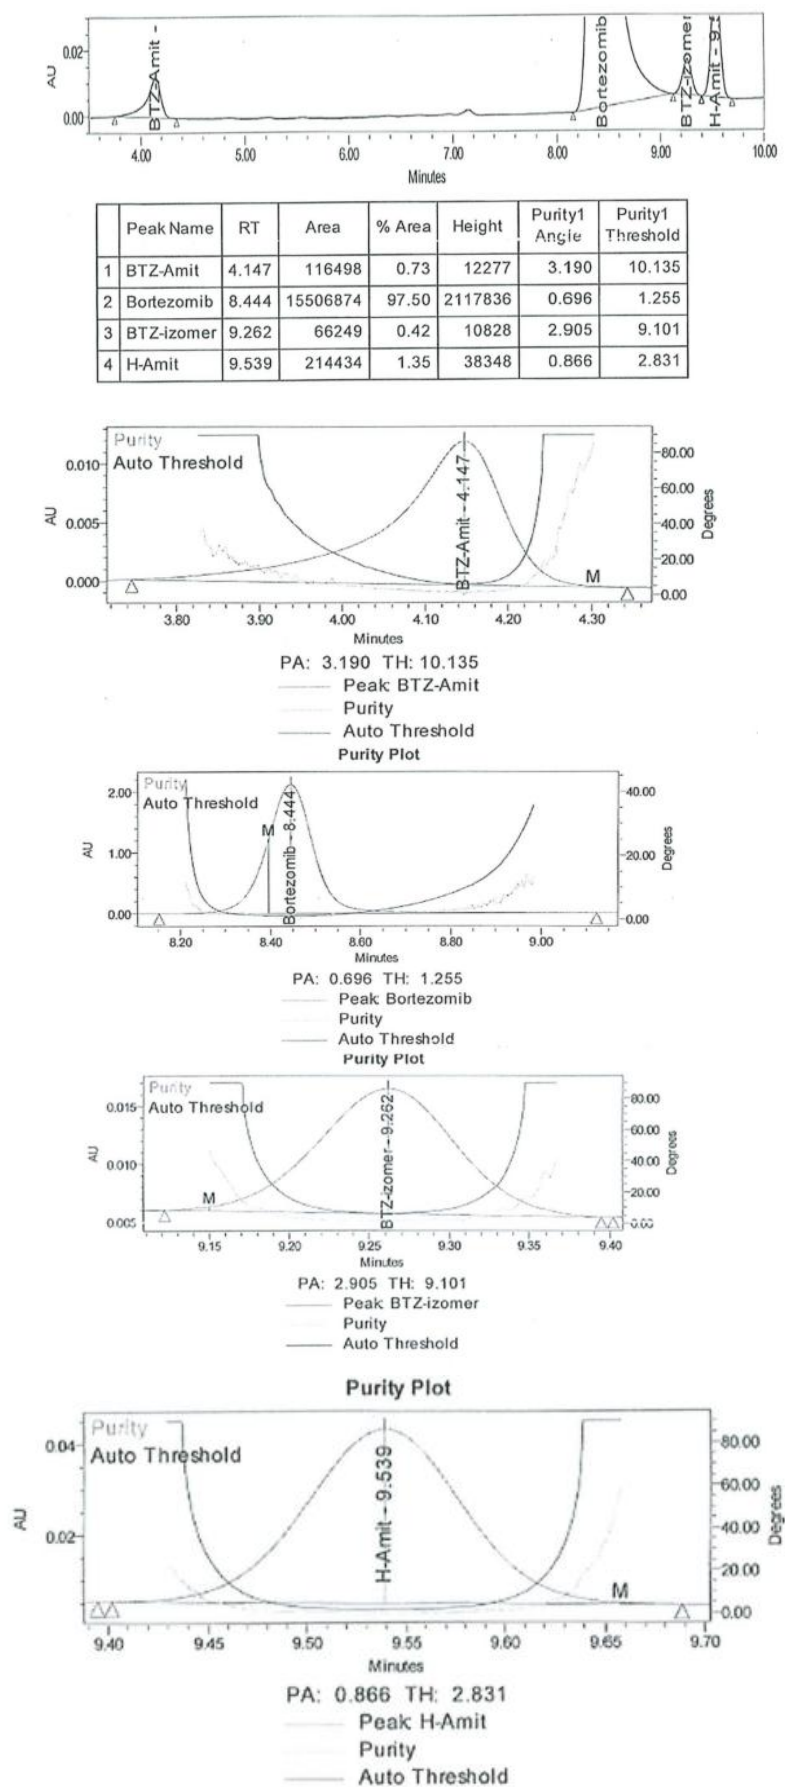 0.02
0.00
AU
BTZ-Amit -
Bortezomib
BTZ-izomer
H-Amit - 9.5
4.00 5.00 6.00 7.00 8.00 9.00 10.00
Minutes
Peak Name RT Area % Area Height Purity1 Angle Purity1 Threshold
1 BTZ-Amit 4.147 116498 0.73 12277 3.190 10.135
2 Bortezomib 8.444 15506874 97.50 2117836 0.696 1.255
3 BTZ-izomer 9.262 66249 0.42 10828 2.905 9.101
4 H-Amit 9.539 214434 1.35 38348 0.866 2.831
Purity
Auto Threshold
0.010
0.005
0.000
AU
BTZ-Amit - 4.147
M
80.00
60.00
40.00
20.00
0.00
Degrees
3.80 3.90 4.00 4.10 4.20 4.30
Minutes
PA: 3.190 TH: 10.135
Peak: BTZ-Amit
Purity
Auto Threshold
Purity Plot
Purity
Auto Threshold
2.00
1.00
0.00
AU
M
Bortezomib - 8.444
40.00
20.00
0.00
Degrees
8.20 8.40 8.60 8.80 9.00
Minutes
PA: 0.696 TH: 1.255
Peak: Bortezomib
Purity
Auto Threshold
Purity Plot
Purity
Auto Threshold
0.015
0.010
0.005
AU
M
BTZ-izomer - 9.262
80.00
60.00
40.00
20.00
Degrees
9.15 9.20 9.25 9.30 9.35 9.40
Minutes
PA: 2.905 TH: 9.101
Peak: BTZ-izomer
Purity
Auto Threshold
Purity Plot
Purity
Auto Threshold
0.04
0.02
AU
H-Amit - 9.539
M
80.00
60.00
40.00
20.00
0.00
Degrees
9.40 9.45 9.50 9.55 9.60 9.65 9.70
Minutes
PA: 0.866 TH: 2.831
Peak: H-Amit
Purity
Auto Threshold